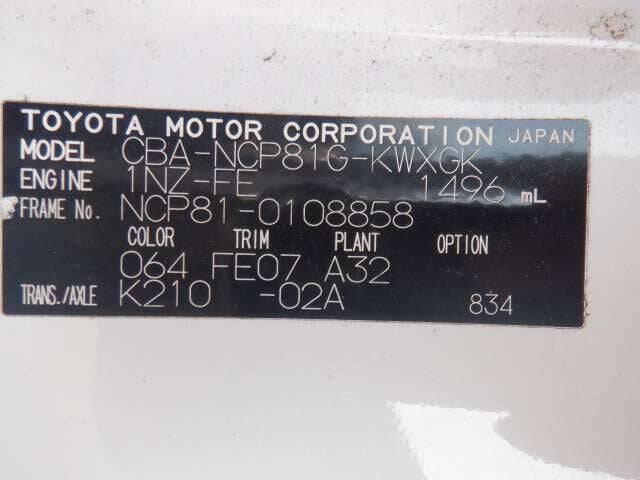 TOYOTA MOTOR CORPORATION JAPAN
MODEL CBA-NCP81G-KWXGK
ENGINE 1NZ-FE 1496 mL
FRAME No. NCP81-0108858
COLOR TRIM PLANT OPTION
064 FE07 A32
TRANS./AXLE K210 -02A 834